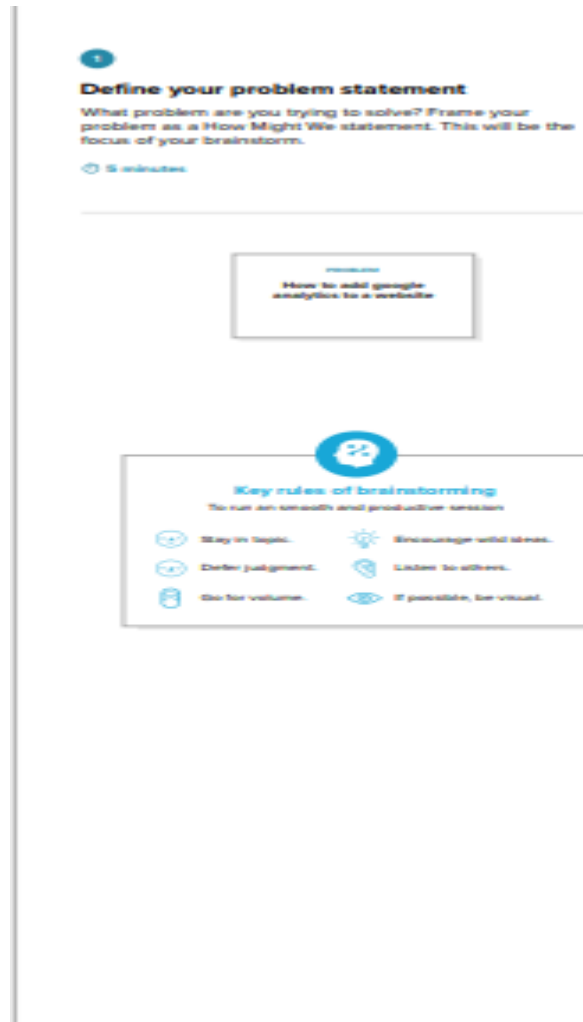 1
Define your problem statement
What problem are you trying to solve? Frame your
problem as a How Might We statement. This will be the
focus of your brainstorm.
5 minutes
PROBLEM
How to add google
analytics to a website
Key rules of brainstorming
To run an smooth and productive session
Stay in topic.
Encourage wild ideas.
Defer judgment.
Listen to others.
Go for volume.
If possible, be visual.